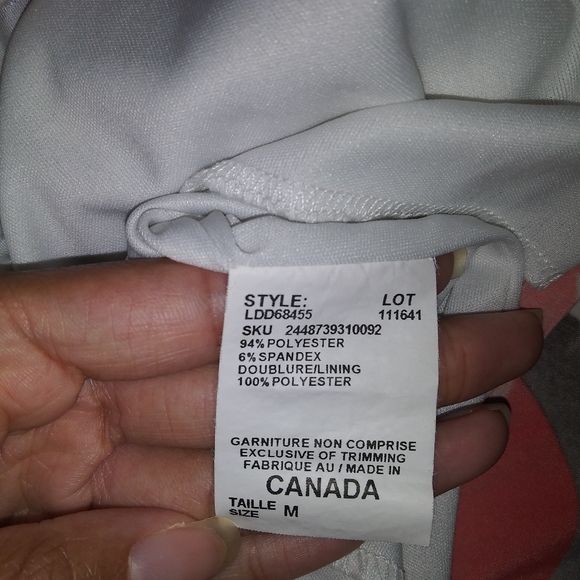 STYLE: LOT
LDD68455 111641
SKU 2448739310092
94% POLYESTER
6% SPANDEX
DOUBLURE/LINING
100% POLYESTER
GARNITURE NON COMPRISE
EXCLUSIVE OF TRIMMING
FABRIQUE AU / MADE IN
CANADA
TAILLE
SIZE M